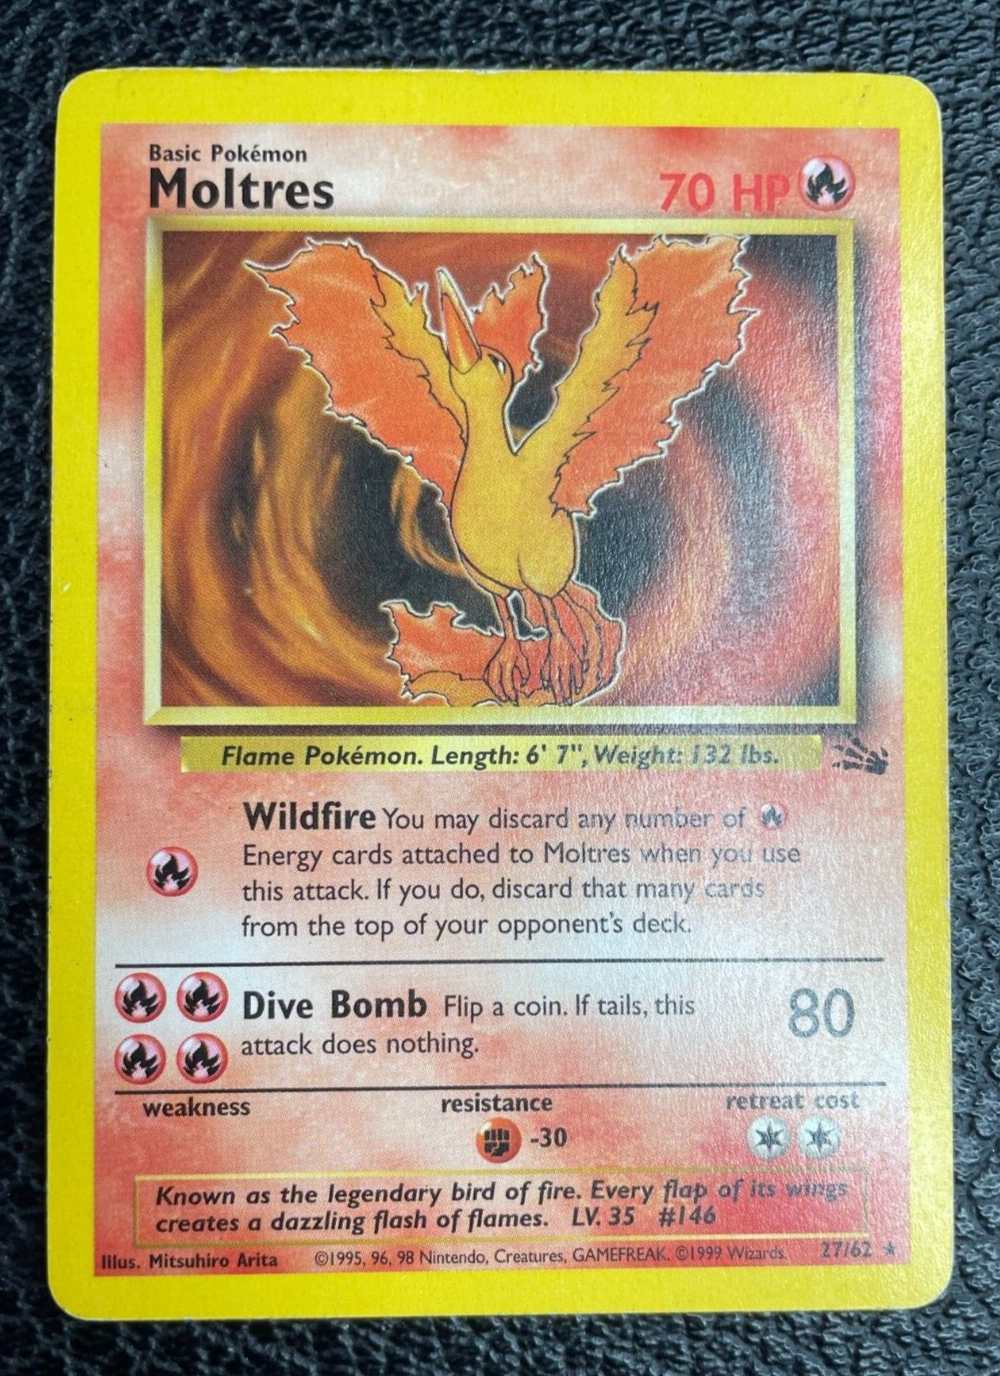 Basic Pokémon
Moltres 70 HP
Flame Pokémon. Length: 6' 7", Weight: 132 lbs.
Wildfire You may discard any number of
Energy cards attached to Moltres when you use
this attack. If you do, discard that many cards
from the top of your opponent's deck.
Dive Bomb Flip a coin. If tails, this
attack does nothing.
80
weakness resistance retreat cost
-30
Known as the legendary bird of fire. Every flap of its wings
creates a dazzling flash of flames. LV. 35 #146
Illus. Mitsuhiro Arita ©1995, 96, 98 Nintendo, Creatures, GAMEFREAK. ©1999 Wizards. 27/62 ★